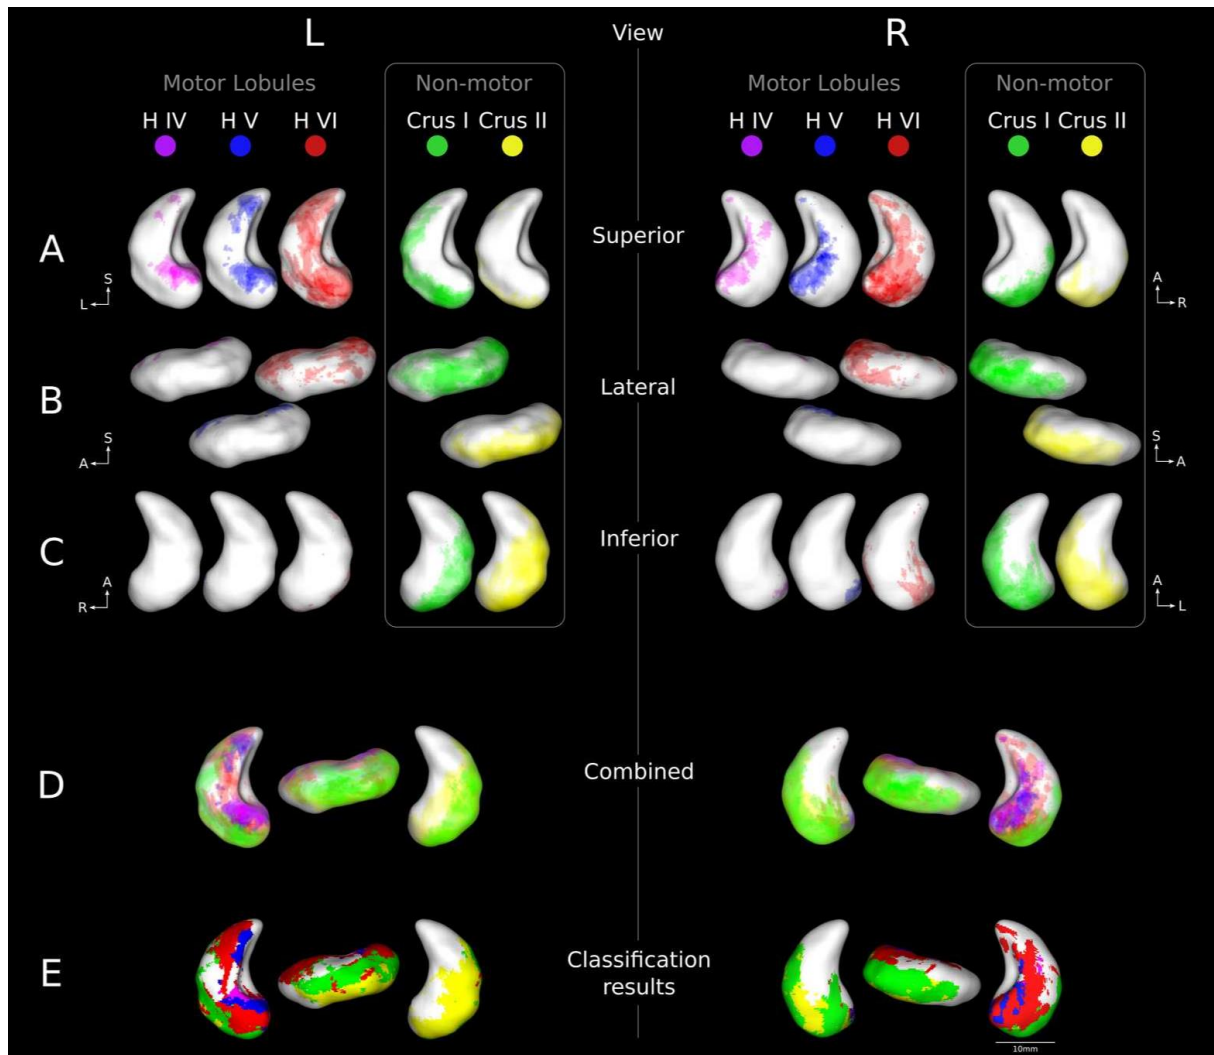 L View R
Motor Lobules Non-motor Motor Lobules Non-motor
H IV H V H VI Crus I Crus II H IV H V H VI Crus I Crus II
A Superior
S
L
A
R
B Lateral
S
A
S
A
C Inferior
A
R
A
L
D Combined
E Classification
results
10mm